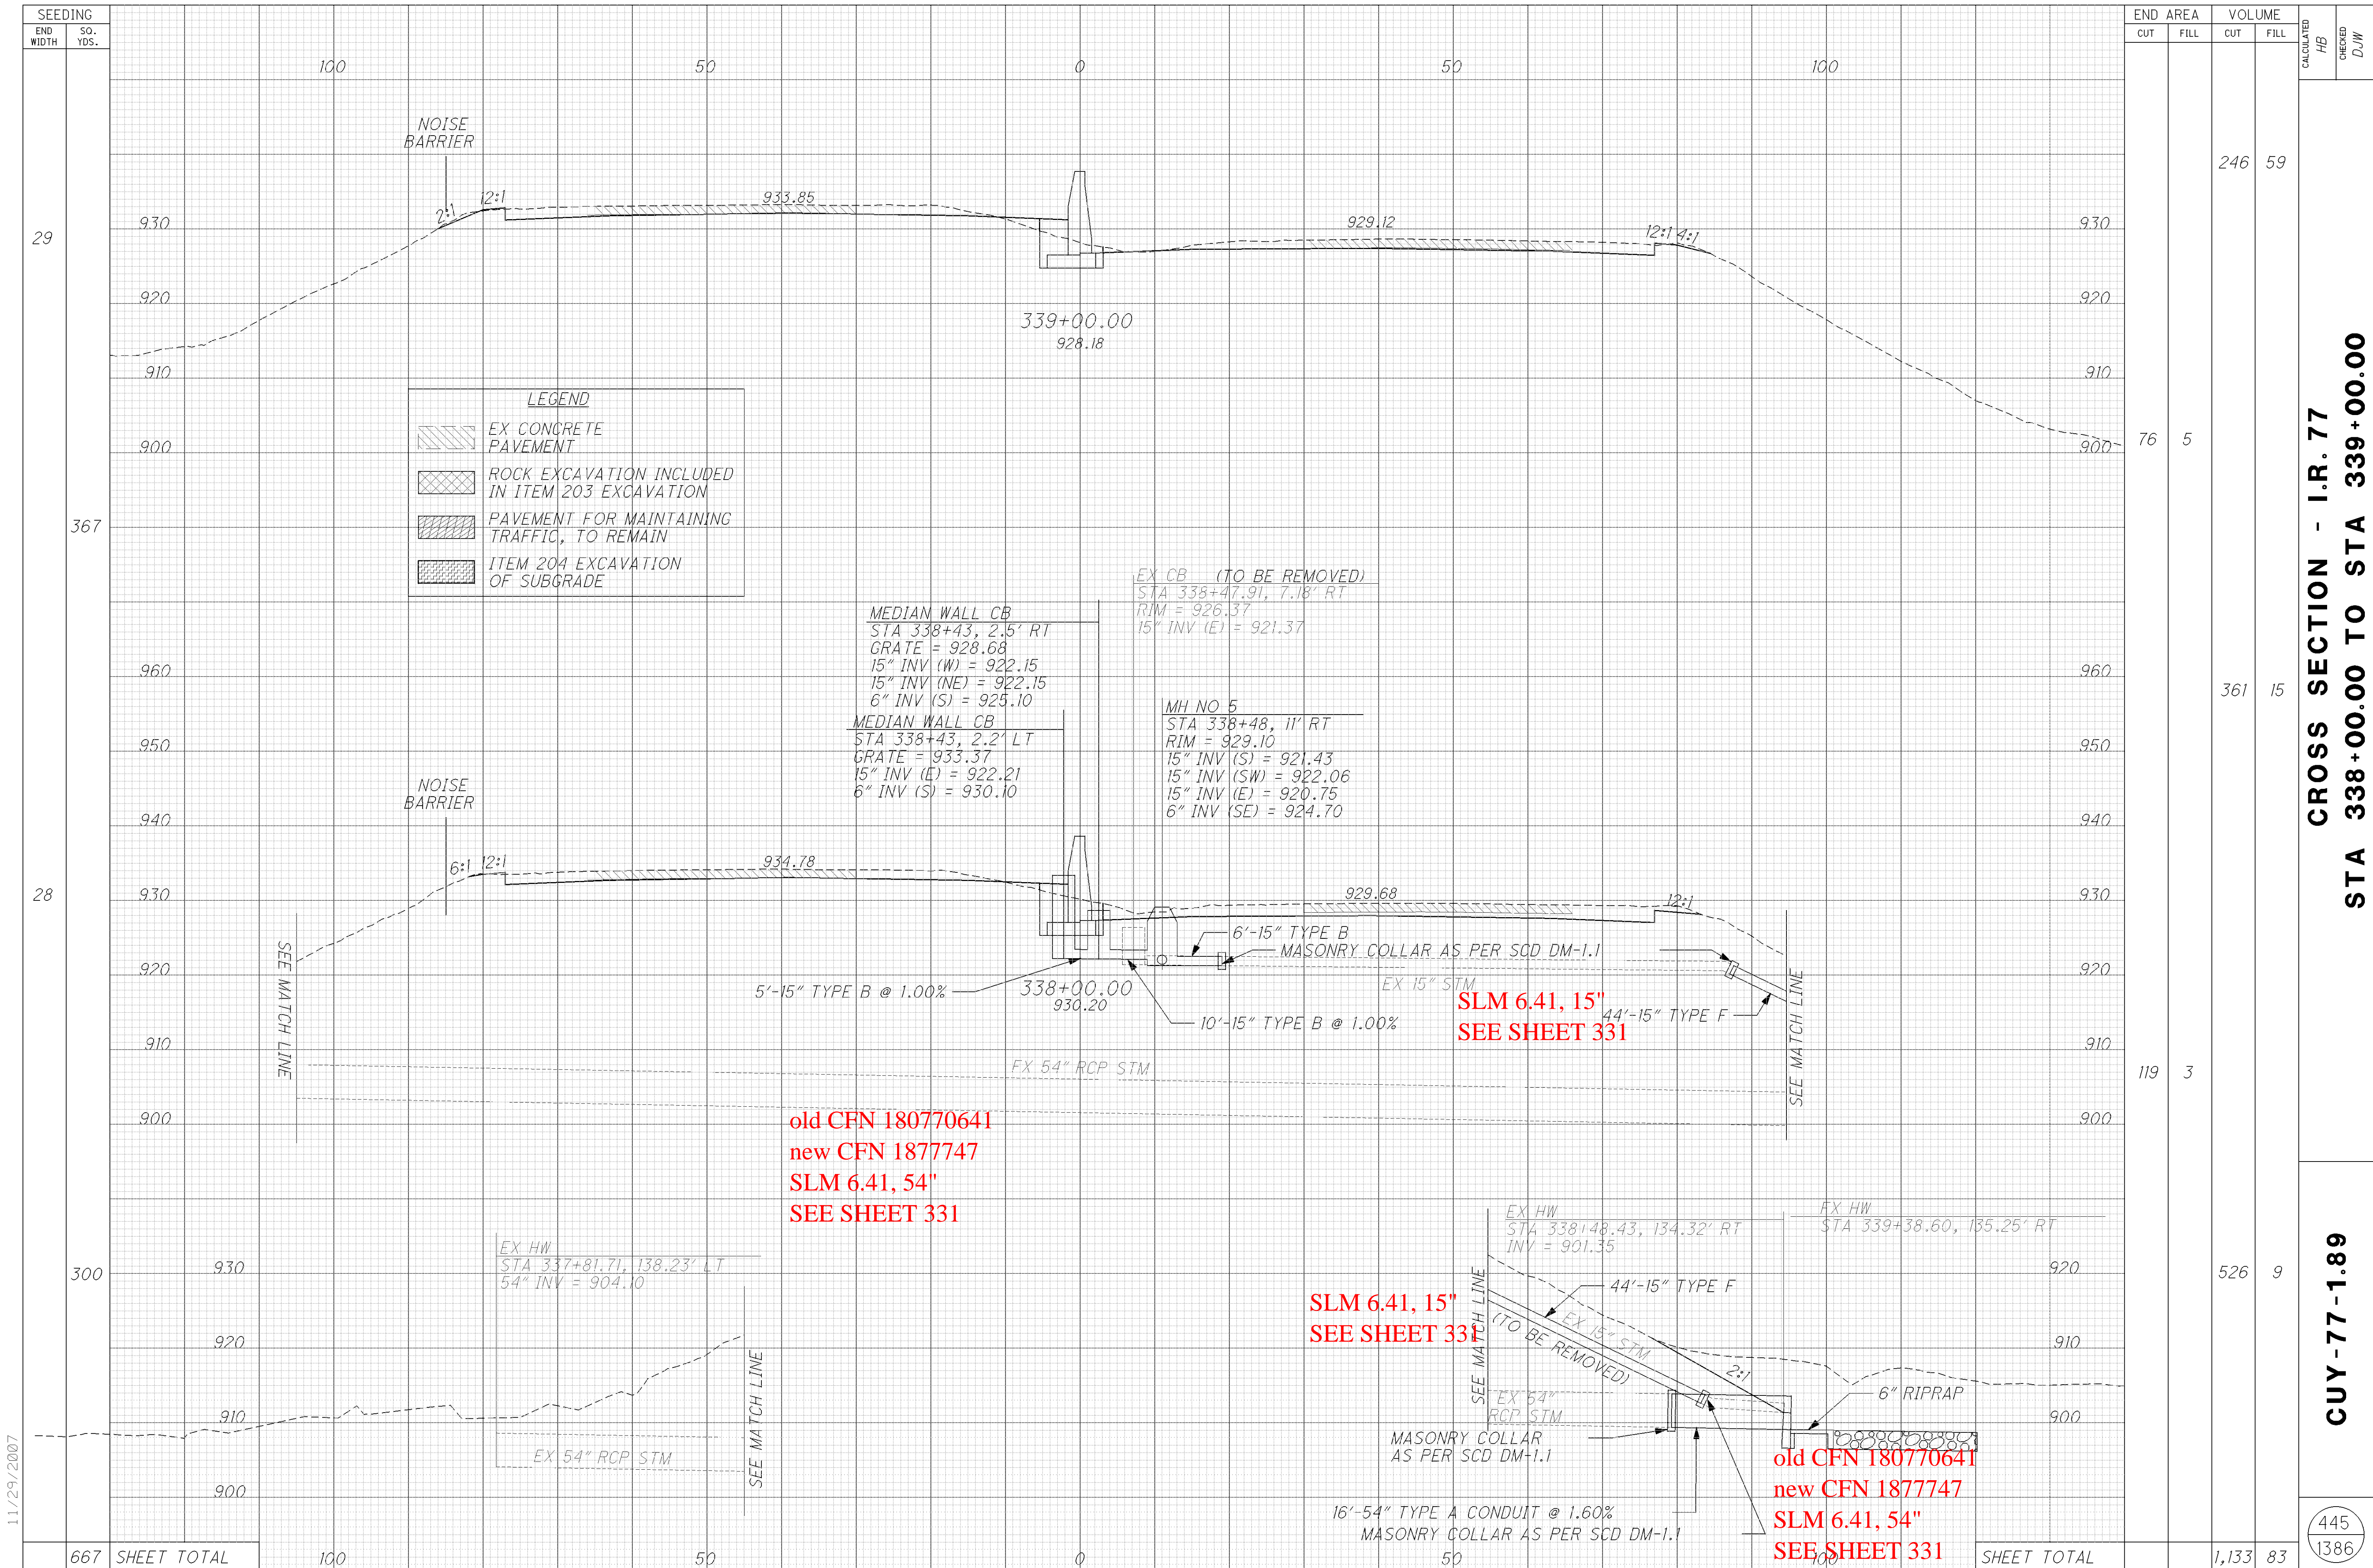 SEEDING
END WIDTH
SQ. YDS.
END AREA
VOLUME
CUT
FILL
CUT
FILL
CALCULATED
HB
CHECKED
DJW
100
50
0
50
100
NOISE
BARRIER
2:1
12:1
933.85
929.12
12:1
4:1
246
59
29
930
930
920
920
339+00.00
928.18
910
910
LEGEND
EX CONCRETE
PAVEMENT
ROCK EXCAVATION INCLUDED
IN ITEM 203 EXCAVATION
PAVEMENT FOR MAINTAINING
TRAFFIC, TO REMAIN
ITEM 204 EXCAVATION
OF SUBGRADE
900
900
76
5
367
EX CB (TO BE REMOVED)
STA 338+47.91, 7.18' RT
RIM = 926.37
15" INV (E) = 921.37
MEDIAN WALL CB
STA 338+43, 2.5' RT
GRATE = 928.68
15" INV (W) = 922.15
15" INV (NE) = 922.15
6" INV (S) = 925.10
MEDIAN WALL CB
STA 338+43, 2.2' LT
GRATE = 933.37
15" INV (E) = 922.21
6" INV (S) = 930.10
MH NO 5
STA 338+48, 11' RT
RIM = 929.10
15" INV (S) = 921.43
15" INV (SW) = 922.06
15" INV (E) = 920.75
6" INV (SE) = 924.70
960
960
361
15
950
950
NOISE
BARRIER
940
940
6:1
12:1
934.78
929.68
12:1
28
930
930
6'-15" TYPE B
MASONRY COLLAR AS PER SCD DM-1.1
SEE MATCH LINE
920
920
5'-15" TYPE B @ 1.00%
338+00.00
930.20
EX 15" STM
SLM 6.41, 15"
SEE SHEET 331
44'-15" TYPE F
10'-15" TYPE B @ 1.00%
SEE MATCH LINE
910
910
EX 54" RCP STM
119
3
900
900
old CFN 180770641
new CFN 1877747
SLM 6.41, 54"
SEE SHEET 331
EX HW
STA 337+81.71, 138.23' LT
54" INV = 904.10
EX HW
STA 338+48.43, 134.32' RT
INV = 901.35
EX HW
STA 339+38.60, 135.25' RT
300
930
920
526
9
44'-15" TYPE F
SLM 6.41, 15"
SEE SHEET 331
SEE MATCH LINE
EX 15" STM
(TO BE REMOVED)
920
910
2:1
SEE MATCH LINE
6" RIPRAP
910
900
EX 54"
RCP STM
MASONRY COLLAR
AS PER SCD DM-1.1
EX 54" RCP STM
900
old CFN 180770641
new CFN 1877747
SLM 6.41, 54"
SEE SHEET 331
16'-54" TYPE A CONDUIT @ 1.60%
MASONRY COLLAR AS PER SCD DM-1.1
667
SHEET TOTAL
100
50
0
50
100
SHEET TOTAL
1,133
83
CROSS SECTION - I.R. 77
STA 338+00.00 TO STA 339+00.00
CUY-77-1.89
445
1386
11/29/2007